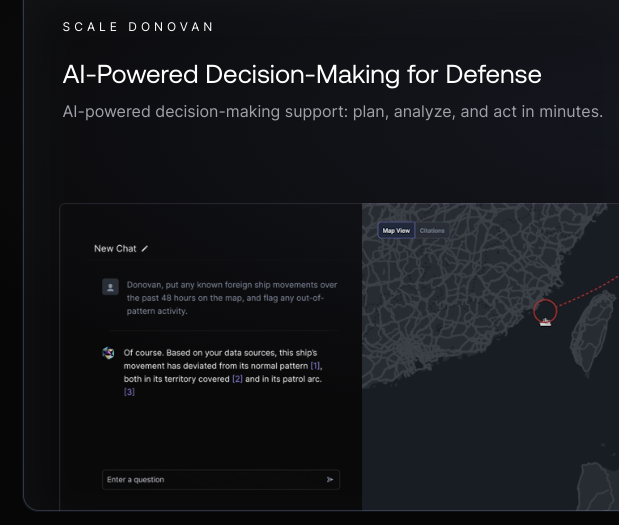 SCALE DONOVAN
AI-Powered Decision-Making for Defense
AI-powered decision-making support: plan, analyze, and act in minutes.
New Chat
Map View
Citations
Donovan, put any known foreign ship movements over
the past 48 hours on the map, and flag any out-of-
pattern activity.
Of course. Based on your data sources, this ship's
movement has deviated from its normal pattern [1],
both in its territory covered [2] and in its patrol arc.
[3]
Enter a question